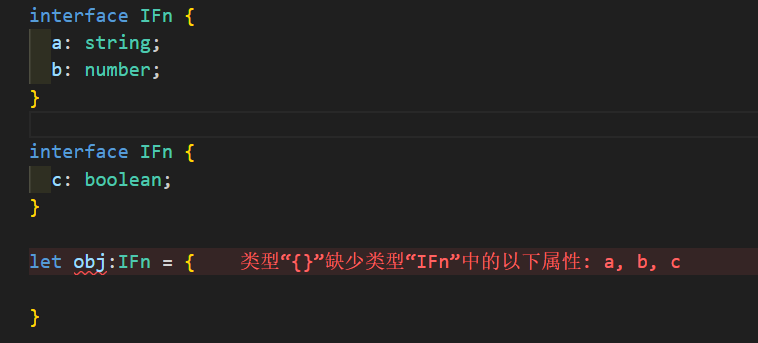 interface IFn {
a: string;
b: number;
}
interface IFn {
c: boolean;
}
let obj:IFn = { 类型“{}”缺少类型“IFn”中的以下属性: a, b, c
}